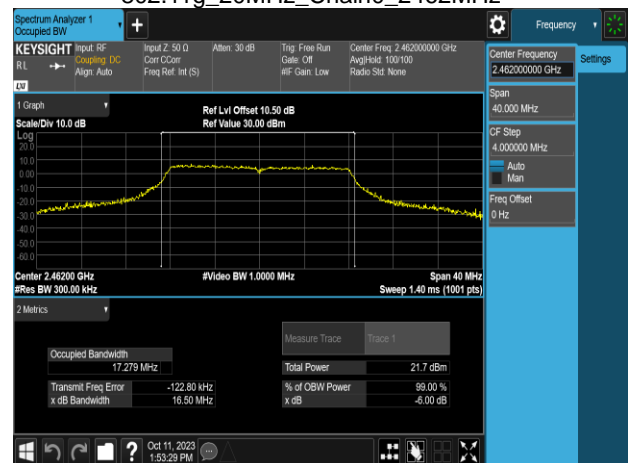 802.11g_20MHz_Chain0_2462MHz
Spectrum Analyzer 1
Occupied BW
Frequency
KEYSIGHT
RL
LXI
Input: RF
Coupling: DC
Align: Auto
Input Z: 50 Ω
Corr CCorr
Freq Ref: Int (S)
Atten: 30 dB
Trig: Free Run
Gate: Off
#IF Gain: Low
Center Freq: 2.462000000 GHz
Avg|Hold: 100/100
Radio Std: None
Center Frequency
2.462000000 GHz
Settings
Span
40.000 MHz
CF Step
4.000000 MHz
Auto
Man
Freq Offset
0 Hz
1 Graph
Scale/Div 10.0 dB
Ref Lvl Offset 10.50 dB
Ref Value 30.00 dBm
Log
20.0
10.0
0.00
-10.0
-20.0
-30.0
-40.0
-50.0
-60.0
Center 2.46200 GHz
#Res BW 300.00 kHz
#Video BW 1.0000 MHz
Span 40 MHz
Sweep 1.40 ms (1001 pts)
2 Metrics
Measure Trace Trace 1
Occupied Bandwidth
17.279 MHz
Total Power 21.7 dBm
Transmit Freq Error -122.80 kHz
% of OBW Power 99.00 %
x dB Bandwidth 16.50 MHz
x dB -6.00 dB
?
Oct 11, 2023
1:53:29 PM